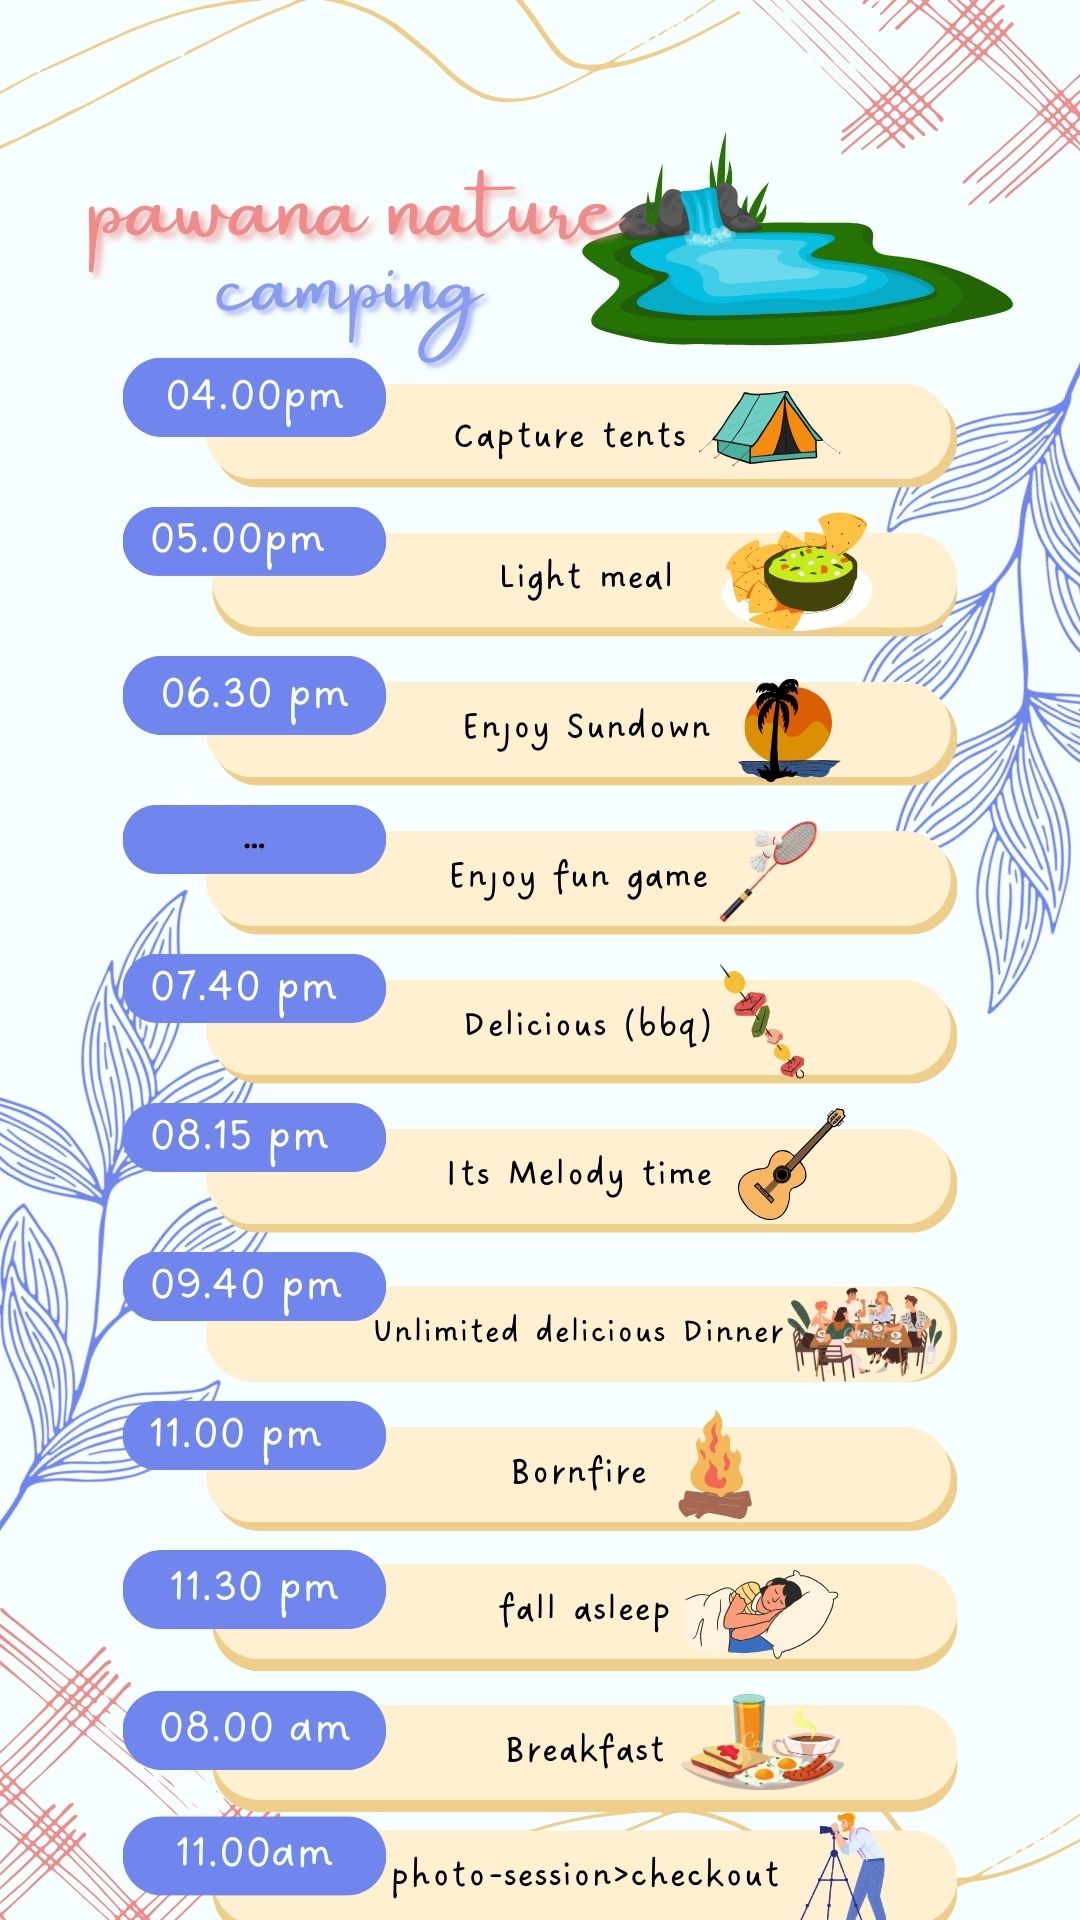 pawana nature
camping
04.00pm
Capture tents
05.00pm
Light meal
06.30 pm
Enjoy Sundown
...
Enjoy fun game
07.40 pm
Delicious (bbq)
08.15 pm
Its Melody time
09.40 pm
Unlimited delicious Dinner
11.00 pm
Bornfire
11.30 pm
fall asleep
08.00 am
Breakfast
11.00am
photo-session>checkout